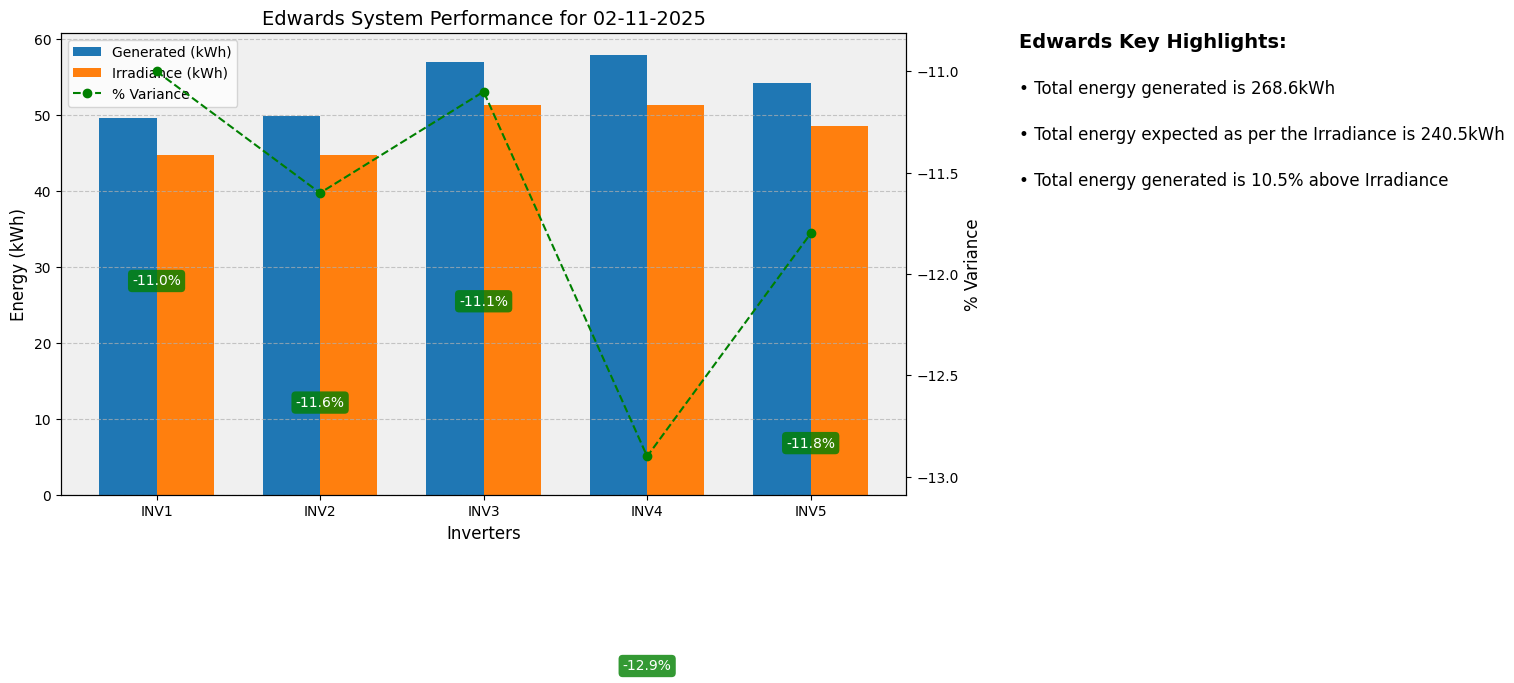 Edwards System Performance for 02-11-2025
Generated (kWh)
Irradiance (kWh)
% Variance
Energy (kWh)
60
50
40
30
20
10
0
−11.0
−11.5
−12.0
−12.5
−13.0
% Variance
-11.0%
-11.6%
-11.1%
-12.9%
-11.8%
INV1
INV2
INV3
INV4
INV5
Inverters
Edwards Key Highlights:
• Total energy generated is 268.6kWh
• Total energy expected as per the Irradiance is 240.5kWh
• Total energy generated is 10.5% above Irradiance